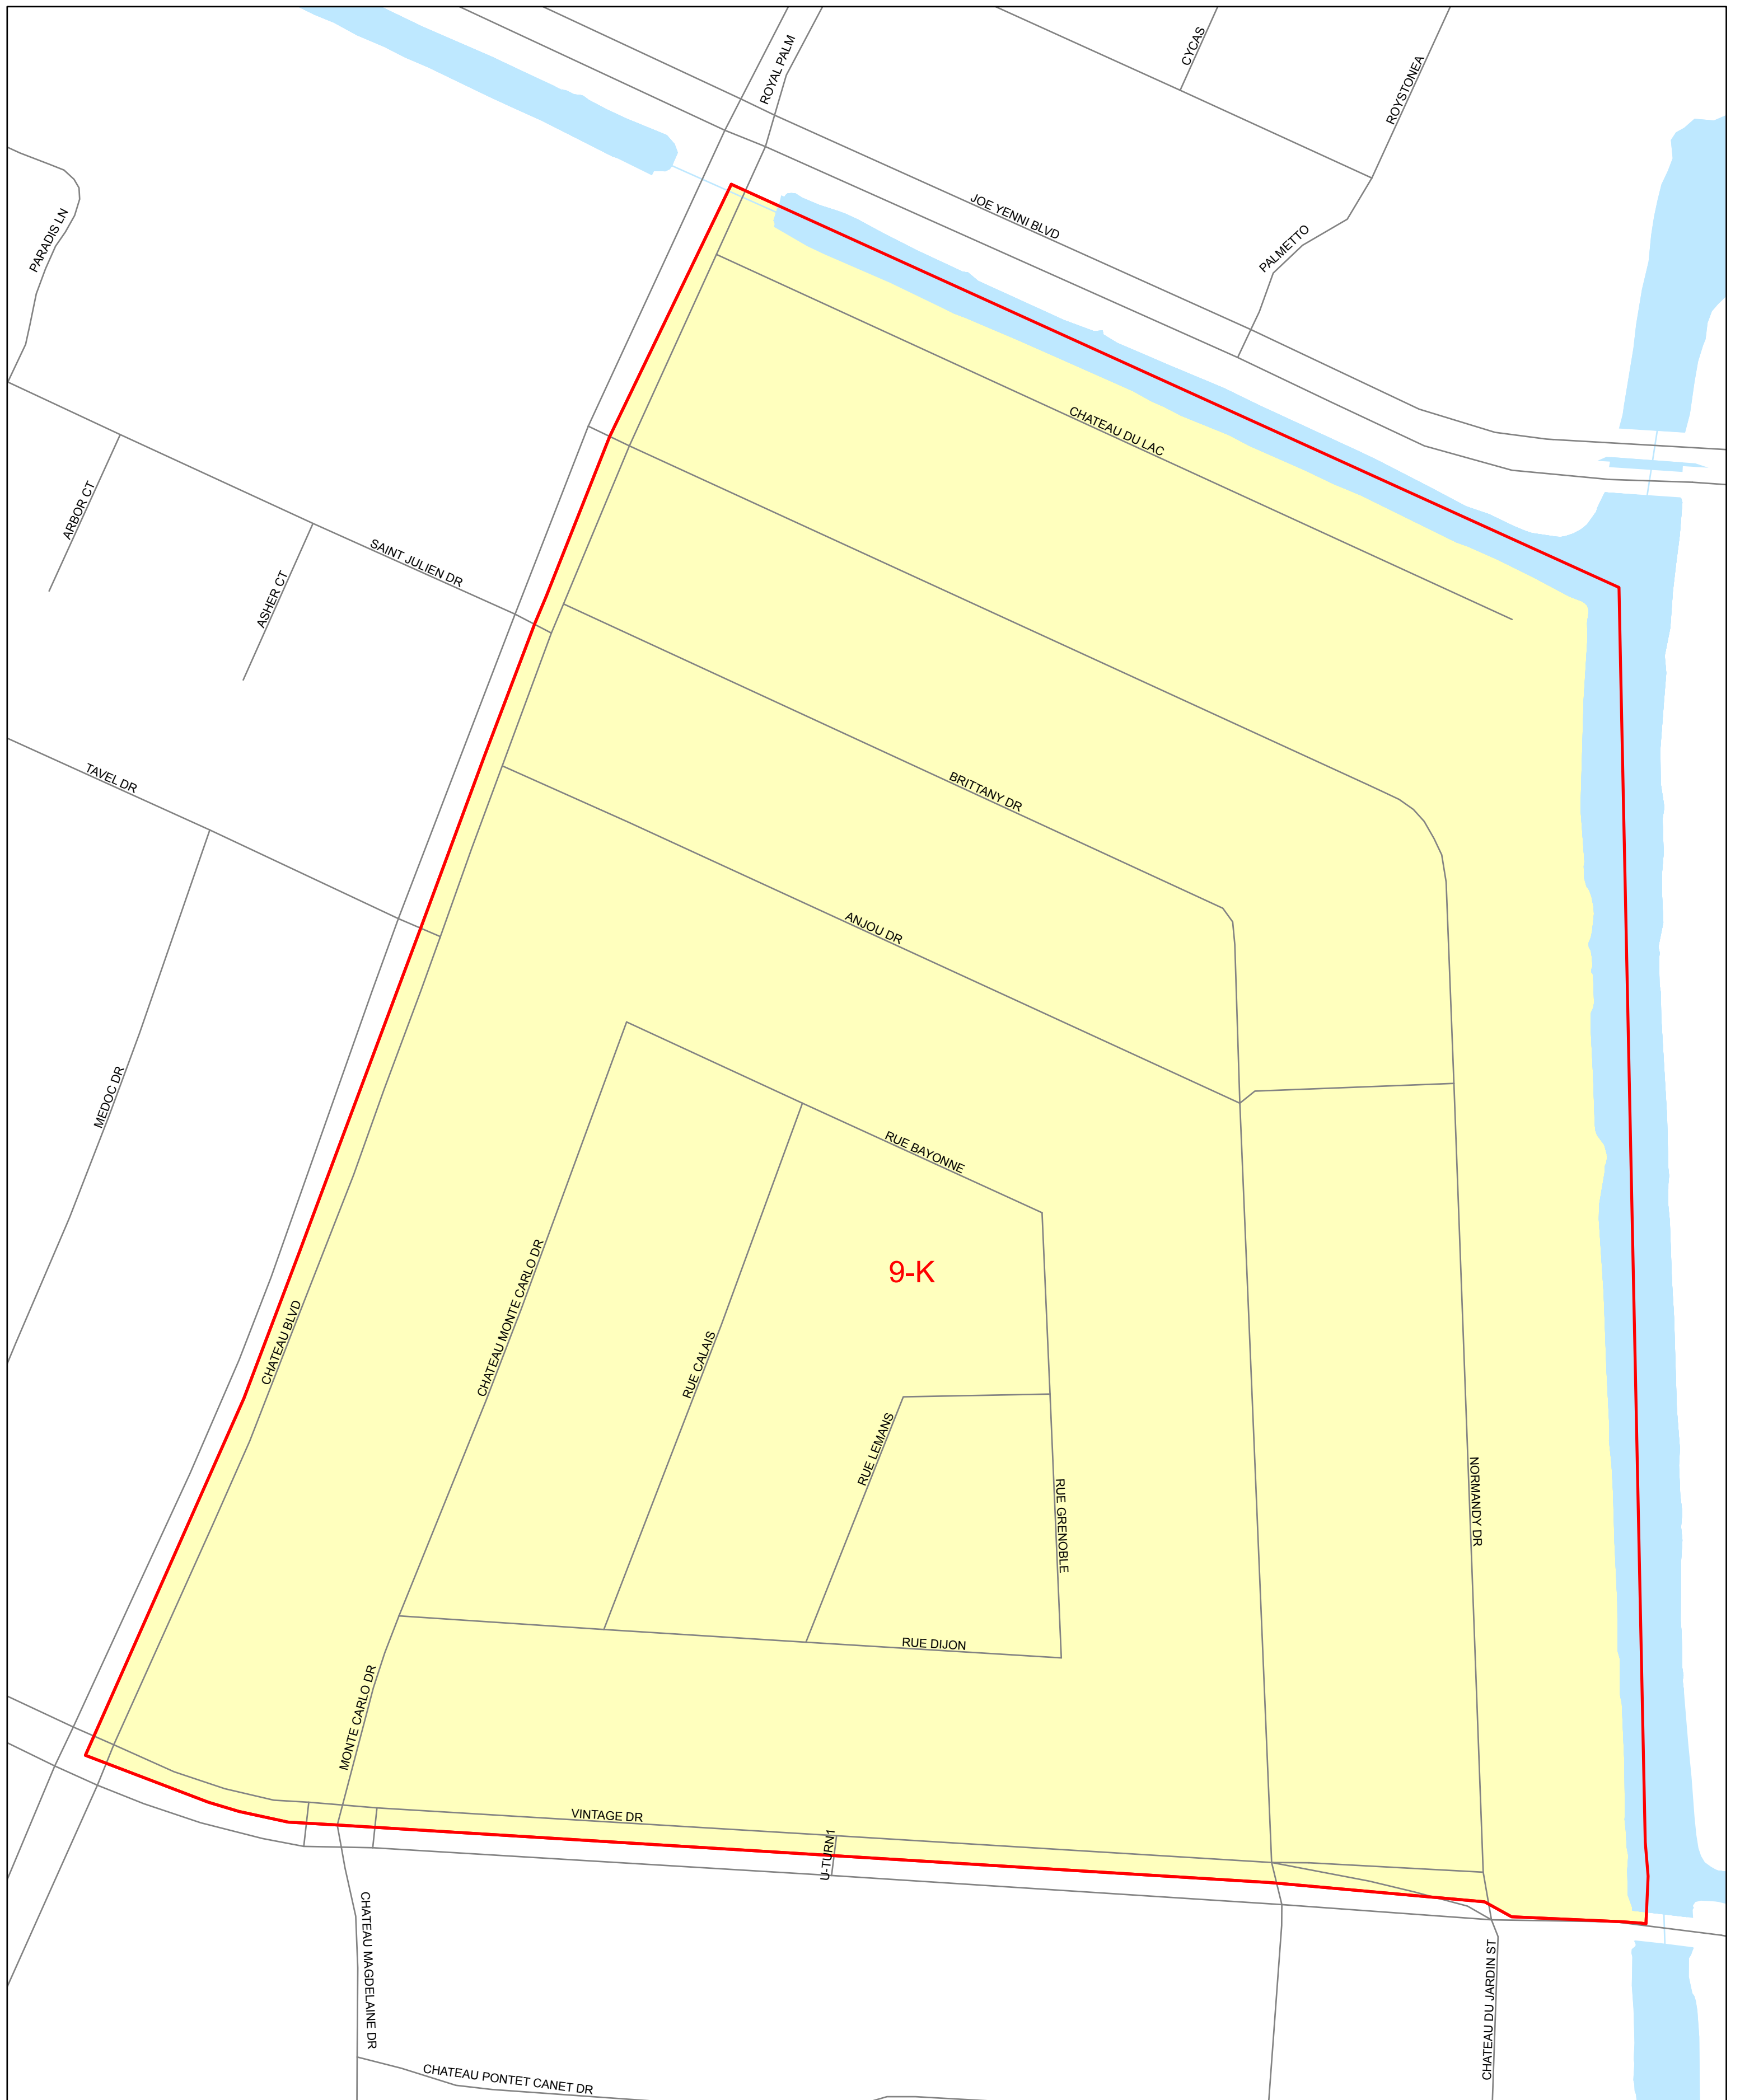 CYCAS
ROYAL PALM
ROYSTONEA
PARADIS LN
JOE YENNI BLVD
PALMETTO
CHATEAU DU LAC
ARBOR CT
SAINT JULIEN DR
ASHER CT
TAVEL DR
BRITTANY DR
ANJOU DR
MEDOC DR
RUE BAYONNE
9-K
CHATEAU MONTE CARLO DR
CHATEAU BLVD
RUE CALAIS
RUE LEMANS
RUE GRENOBLE
NORMANDY DR
RUE DIJON
MONTE CARLO DR
VINTAGE DR
U-TURN1
CHATEAU MAGDELAINE DR
CHATEAU DU JARDIN ST
CHATEAU PONTET CANET DR